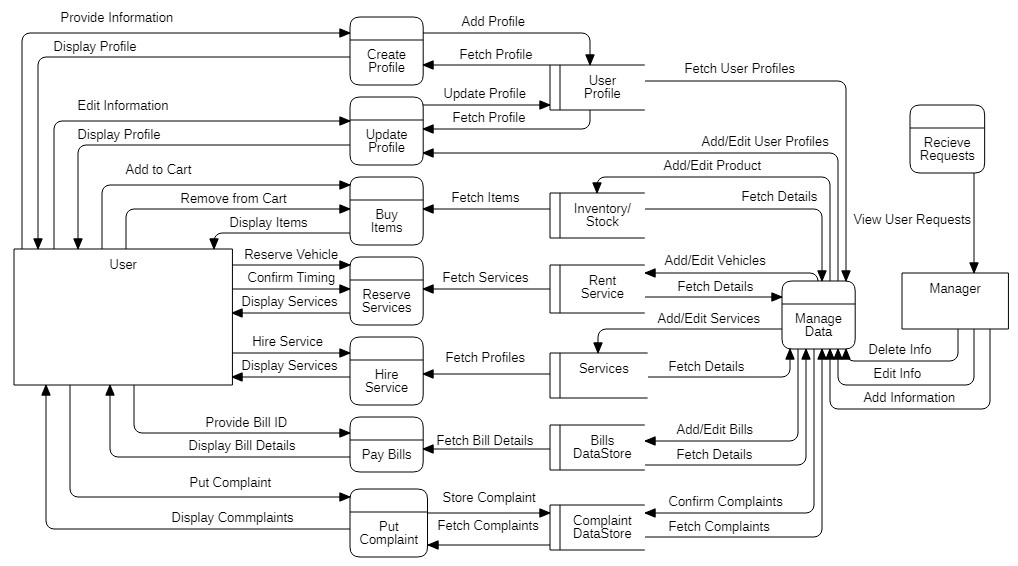 Provide Information
Add Profile
Display Profile
Create
Profile
Fetch Profile
User
Profile
Fetch User Profiles
Edit Information
Update Profile
Display Profile
Update
Profile
Fetch Profile
Add/Edit User Profiles
Recieve
Requests
Add to Cart
Add/Edit Product
Remove from Cart
Buy
Items
Fetch Items
Inventory/
Stock
Fetch Details
Display Items
View User Requests
User
Reserve Vehicle
Confirm Timing
Display Services
Reserve
Services
Fetch Services
Rent
Service
Add/Edit Vehicles
Fetch Details
Manage
Data
Manager
Add/Edit Services
Hire Service
Display Services
Hire
Service
Fetch Profiles
Services
Fetch Details
Delete Info
Edit Info
Add Information
Provide Bill ID
Display Bill Details
Pay Bills
Fetch Bill Details
Bills
DataStore
Add/Edit Bills
Fetch Details
Put Complaint
Display Commplaints
Put
Complaint
Store Complaint
Fetch Complaints
Complaint
DataStore
Confirm Complaints
Fetch Complaints